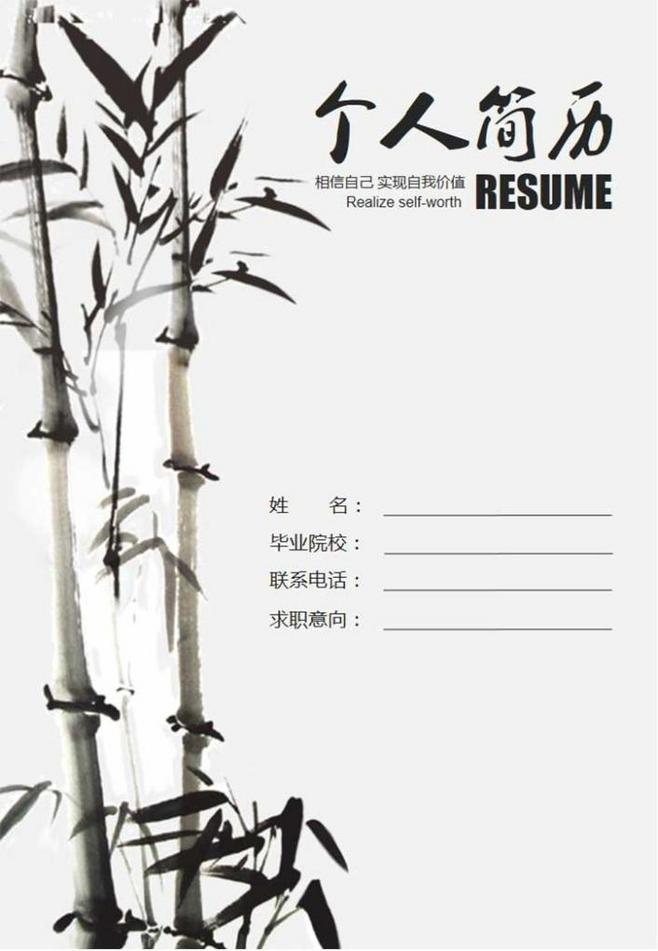 个人简历
相信自己 实现自我价值
Realize self-worth
RESUME
姓 名：
毕业院校：
联系电话：
求职意向：